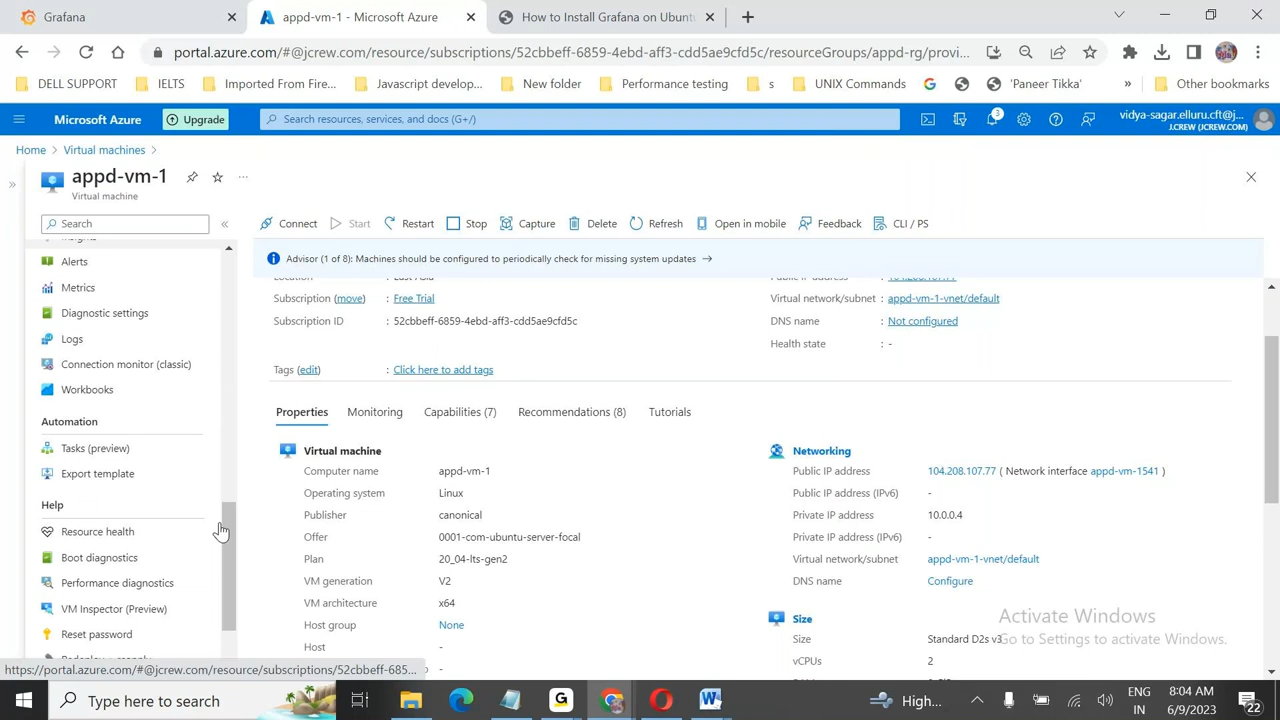 Grafana
appd-vm-1 - Microsoft Azure
How to Install Grafana on Ubunt
portal.azure.com/#@jcrew.com/resource/subscriptions/52cbbeff-6859-4ebd-aff3-cdd5ae9cfd5c/resourceGroups/appd-rg/provi...
DELL SUPPORT
IELTS
Imported From Fire...
Javascript develop...
New folder
Performance testing
s
UNIX Commands
'Paneer Tikka'
»
Other bookmarks
Microsoft Azure
Upgrade
Search resources, services, and docs (G+/)
3
vidya-sagar.elluru.cft@j...
J.CREW (JCREW.COM)
Home > Virtual machines >
appd-vm-1
Virtual machine
Search
Connect
Start
Restart
Stop
Capture
Delete
Refresh
Open in mobile
Feedback
CLI / PS
Advisor (1 of 8): Machines should be configured to periodically check for missing system updates →
Insights
Alerts
Metrics
Diagnostic settings
Logs
Connection monitor (classic)
Workbooks
Automation
Tasks (preview)
Export template
Help
Resource health
Boot diagnostics
Performance diagnostics
VM Inspector (Preview)
Reset password
Location : East Asia
Subscription (move) : Free Trial
Subscription ID : 52cbbeff-6859-4ebd-aff3-cdd5ae9cfd5c
Tags (edit) : Click here to add tags
Public IP address : 104.208.107.77
Virtual network/subnet : appd-vm-1-vnet/default
DNS name : Not configured
Health state : -
Properties
Monitoring
Capabilities (7)
Recommendations (8)
Tutorials
Virtual machine
Computer name appd-vm-1
Operating system Linux
Publisher canonical
Offer 0001-com-ubuntu-server-focal
Plan 20_04-lts-gen2
VM generation V2
VM architecture x64
Host group None
Host -
Networking
Public IP address 104.208.107.77 ( Network interface appd-vm-1541 )
Public IP address (IPv6) -
Private IP address 10.0.0.4
Private IP address (IPv6) -
Virtual network/subnet appd-vm-1-vnet/default
DNS name Configure
Size
Size Standard D2s v3
vCPUs 2
Activate Windows
Go to Settings to activate Windows.
https://portal.azure.com/#@jcrew.com/resource/subscriptions/52cbbeff-685...
Type here to search
High...
ENG
IN
8:04 AM
6/9/2023
22